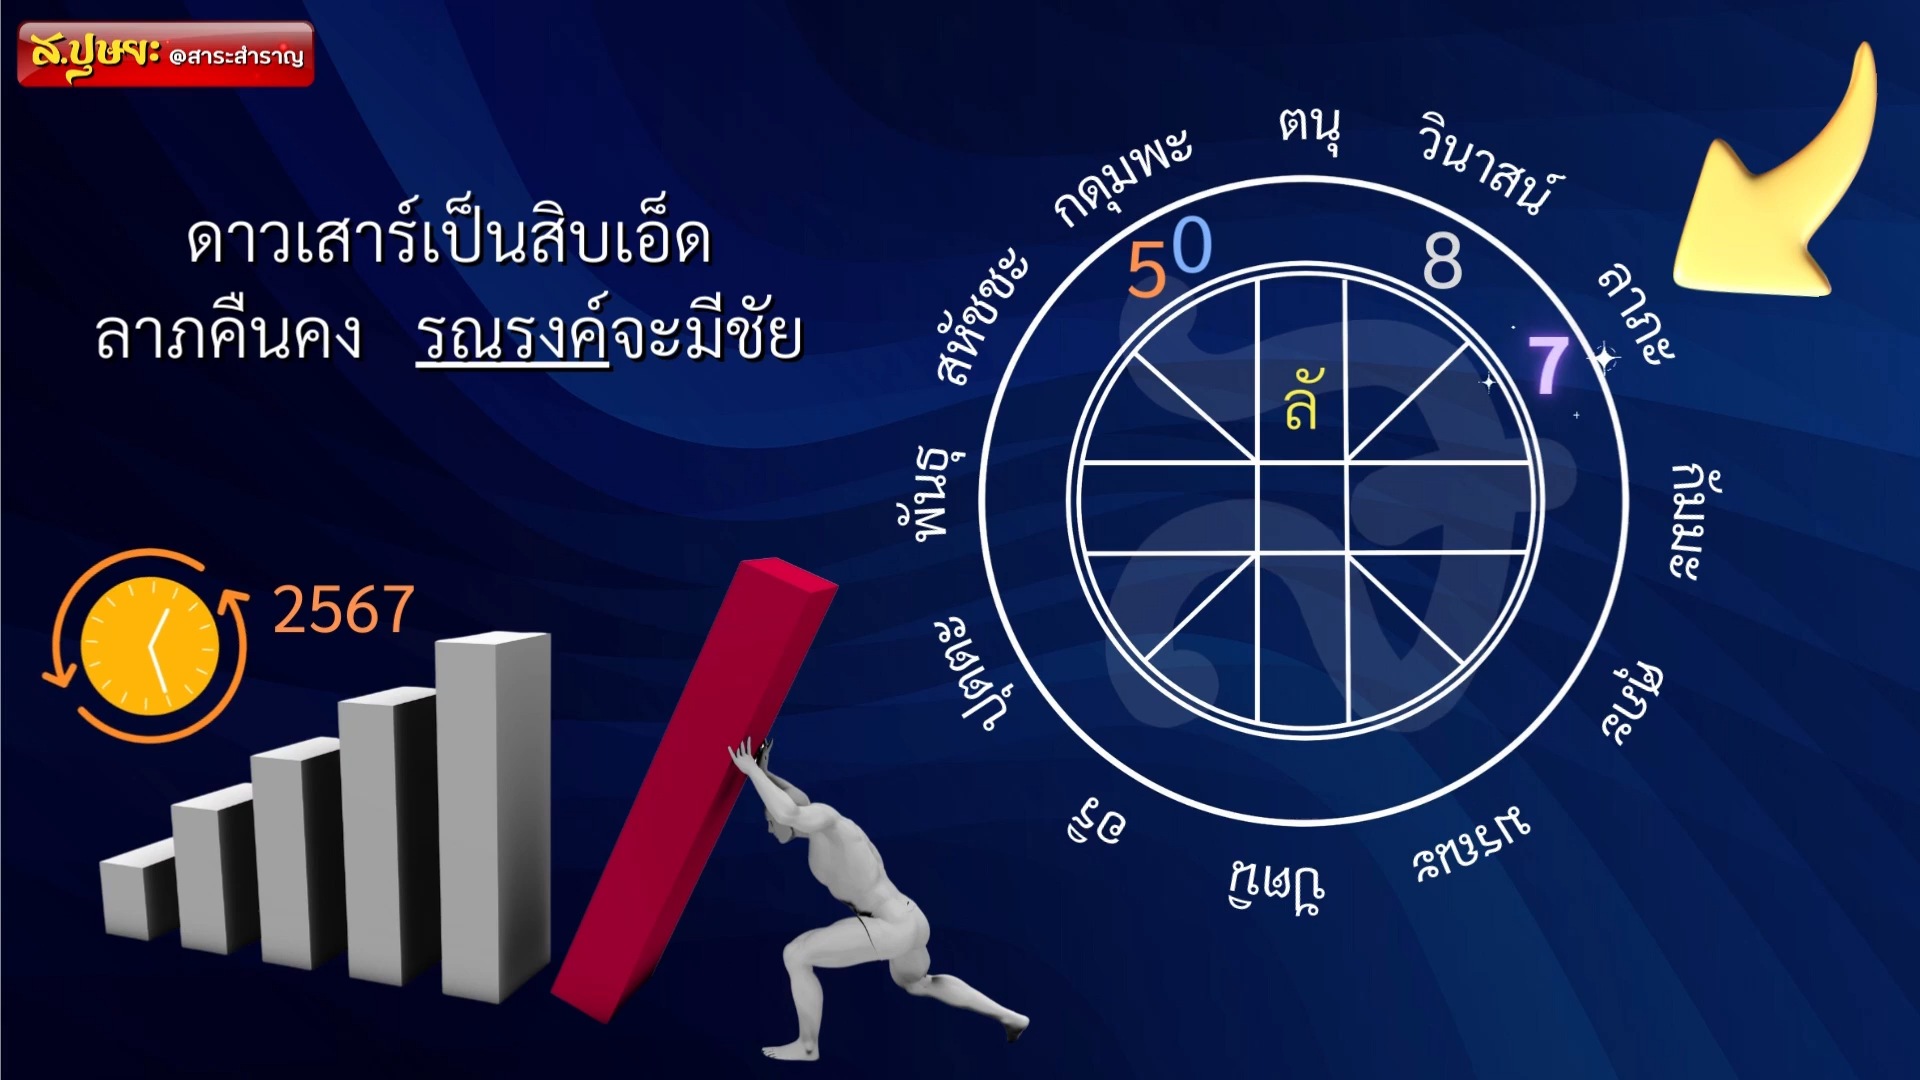 ส.ปุษยะ @สาระสำราญ
ดาวเสาร์เป็นสิบเอ็ด
ลาภคืนคง รณรงค์จะมีชัย
2567
ตนุ
วินาสน์
ลาภะ
กัมมะ
ศุภะ
มรณะ
ปัตนิ
อริ
ปุตตะ
พันธุ
สหัชชะ
กดุมพะ
5
0
8
7
ลั